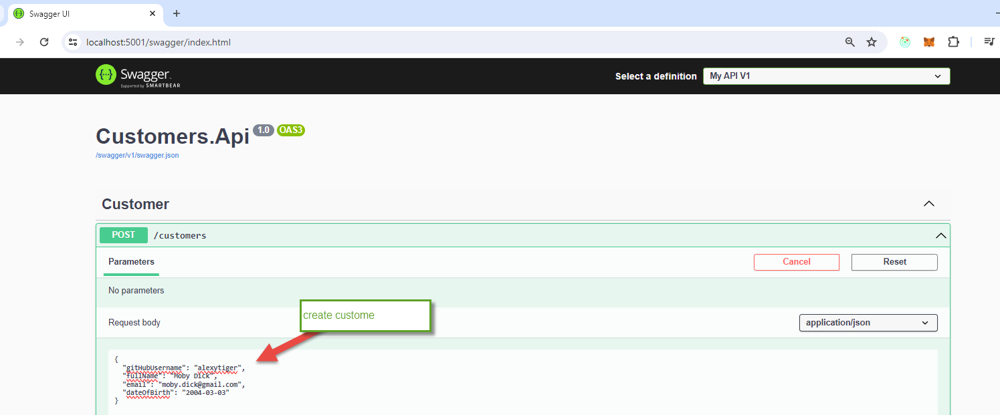 Swagger UI
localhost:5001/swagger/index.html
Swagger
Supported by SMARTBEAR
Select a definition
My API V1
Customers.Api 1.0 OAS3
/swagger/v1/swagger.json
Customer
POST /customers
Parameters
Cancel
Reset
No parameters
create custome
Request body
application/json
{
"gitHubUsername": "alexytiger",
"fullName": "Moby Dick",
"email": "moby.dick@gmail.com",
"dateOfBirth": "2004-03-03"
}